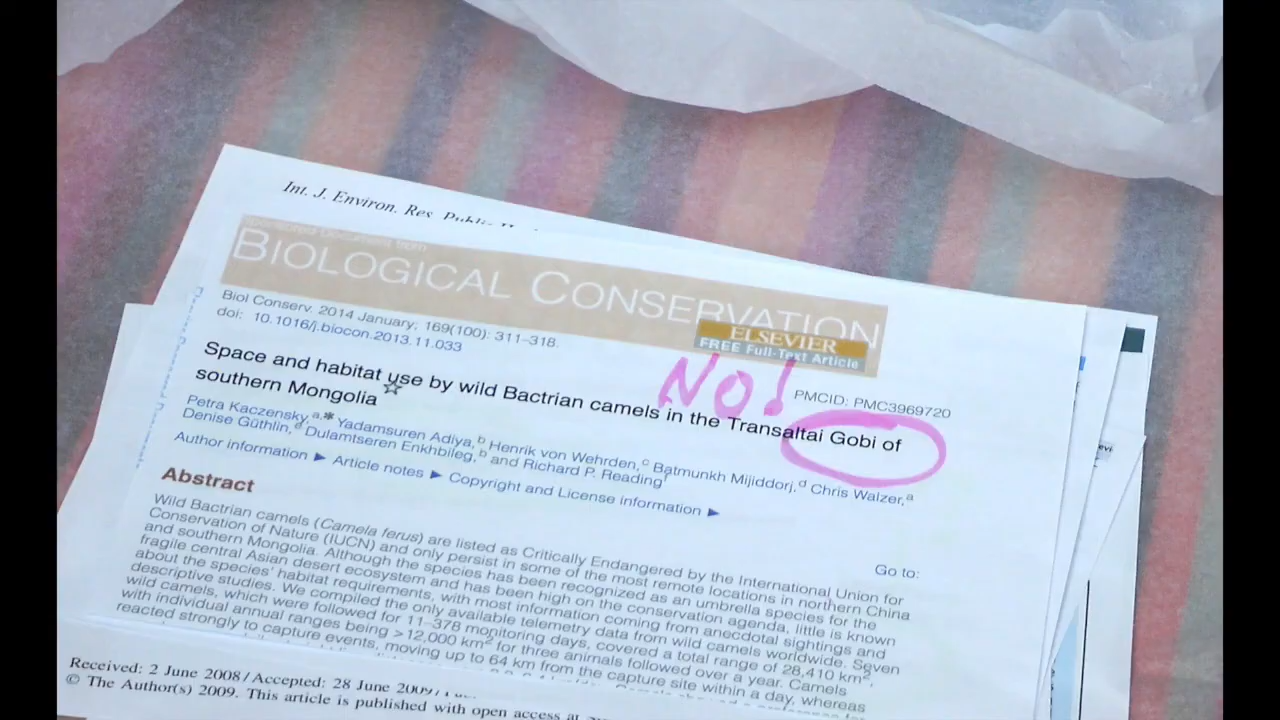 Int. J. Environ. Res.
Sponsored document from
BIOLOGICAL CONSERVATION
ELSEVIER
FREE Full-Text Article
Biol Conserv. 2014 January; 169(100): 311–318.
doi: 10.1016/j.biocon.2013.11.033
NO!
PMCID: PMC3969720
Space and habitat use by wild Bactrian camels in the Transaltai Gobi of
southern Mongolia☆
Petra Kaczensky,a,* Yadamsuren Adiya,b Henrik von Wehrden,c Batmunkh Mijiddorj,d Chris Walzer,a
Denise Güthlin,e Dulamtseren Enkhbileg,b and Richard P. Readingf
Author information ► Article notes ► Copyright and License information ►
Go to:
Abstract
Wild Bactrian camels (Camela ferus) are listed as Critically Endangered by the International Union for
Conservation of Nature (IUCN) and only persist in some of the most remote locations in northern China
and southern Mongolia. Although the species has been recognized as an umbrella species for the
fragile central Asian desert ecosystem and has been high on the conservation agenda, little is known
about the species' habitat requirements, with most information coming from anecdotal sightings and
descriptive studies. We compiled the only available telemetry data from wild camels worldwide. Seven
wild camels, which were followed for 11–378 monitoring days, covered a total range of 28,410 km²,
with individual annual ranges being >12,000 km² for three animals followed over a year. Camels
reacted strongly to capture events, moving up to 64 km from the capture site within a day, whereas
Received: 2 June 2008 / Accepted: 28 June 2009 /
© The Author(s) 2009. This article is published with open access at